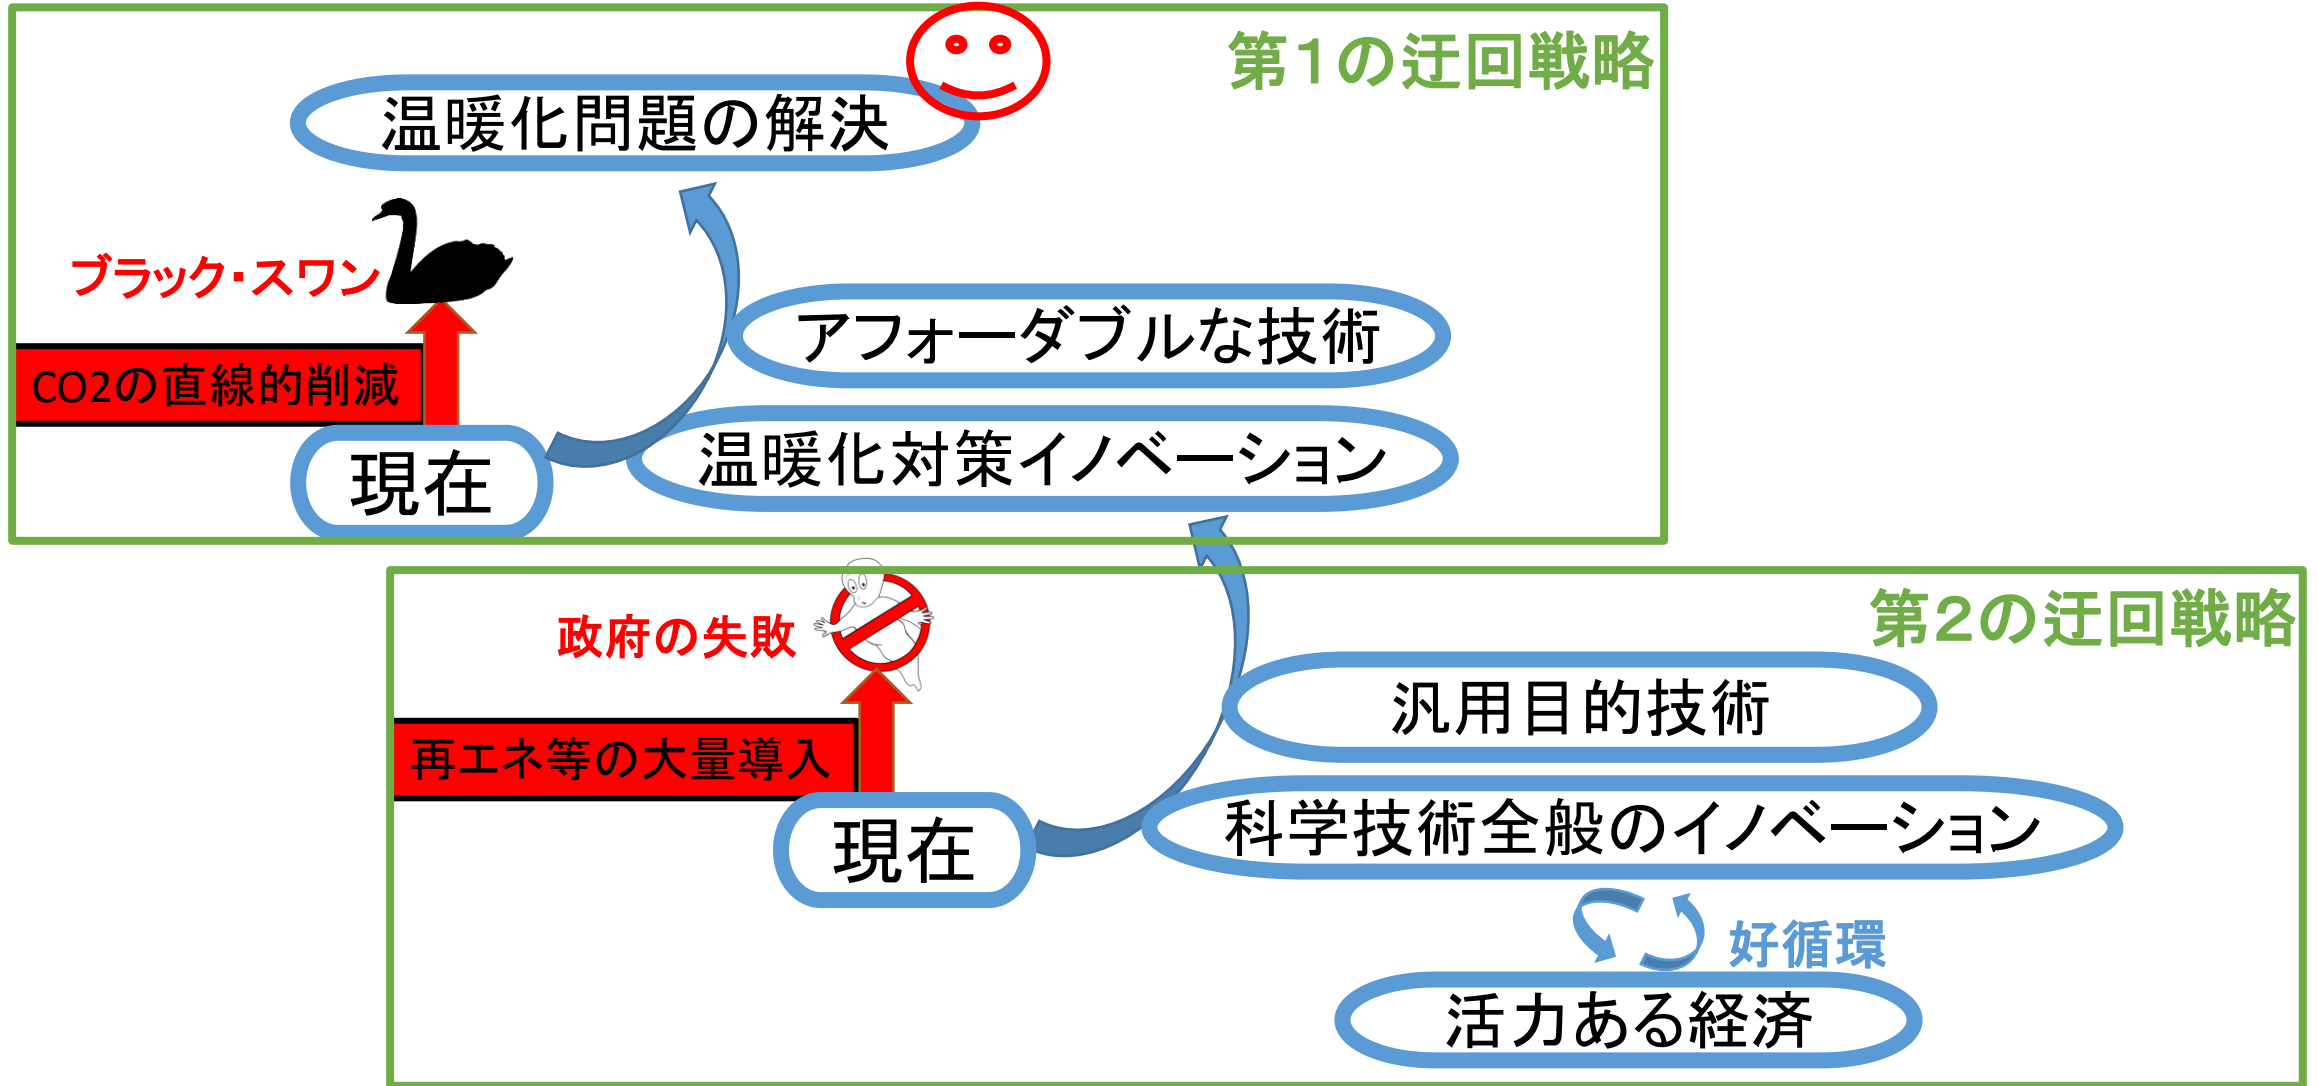 第1の迂回戦略
温暖化問題の解決
ブラック・スワン
アフォーダブルな技術
CO2の直線的削減
温暖化対策イノベーション
現在
第2の迂回戦略
政府の失敗
汎用目的技術
再エネ等の大量導入
科学技術全般のイノベーション
現在
好循環
活力ある経済